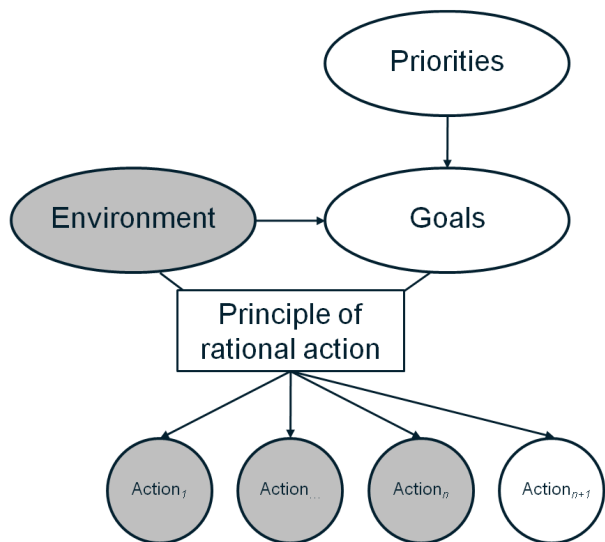 Priorities
Environment
Goals
Principle of
rational action
Action1
Action...
Actionn
Actionn+1